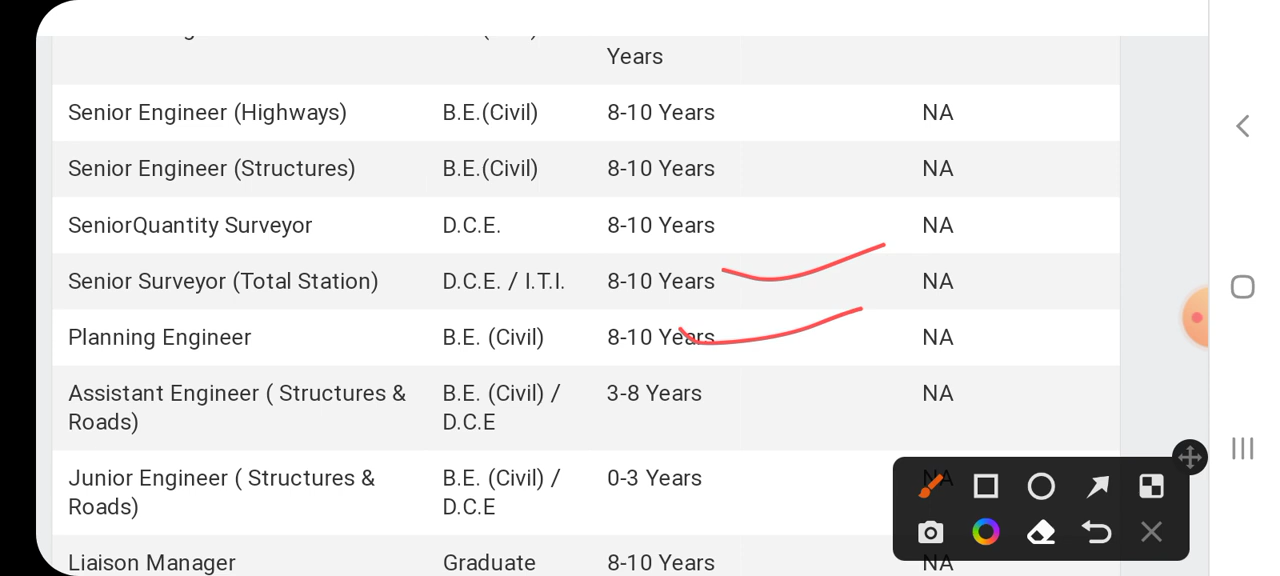 Years
Senior Engineer (Highways) B.E.(Civil) 8-10 Years NA
Senior Engineer (Structures) B.E.(Civil) 8-10 Years NA
SeniorQuantity Surveyor D.C.E. 8-10 Years NA
Senior Surveyor (Total Station) D.C.E. / I.T.I. 8-10 Years NA
Planning Engineer B.E. (Civil) 8-10 Years NA
Assistant Engineer ( Structures & B.E. (Civil) / 3-8 Years NA
Roads) D.C.E
Junior Engineer ( Structures & B.E. (Civil) / 0-3 Years NA
Roads) D.C.E
Liaison Manager Graduate 8-10 Years NA